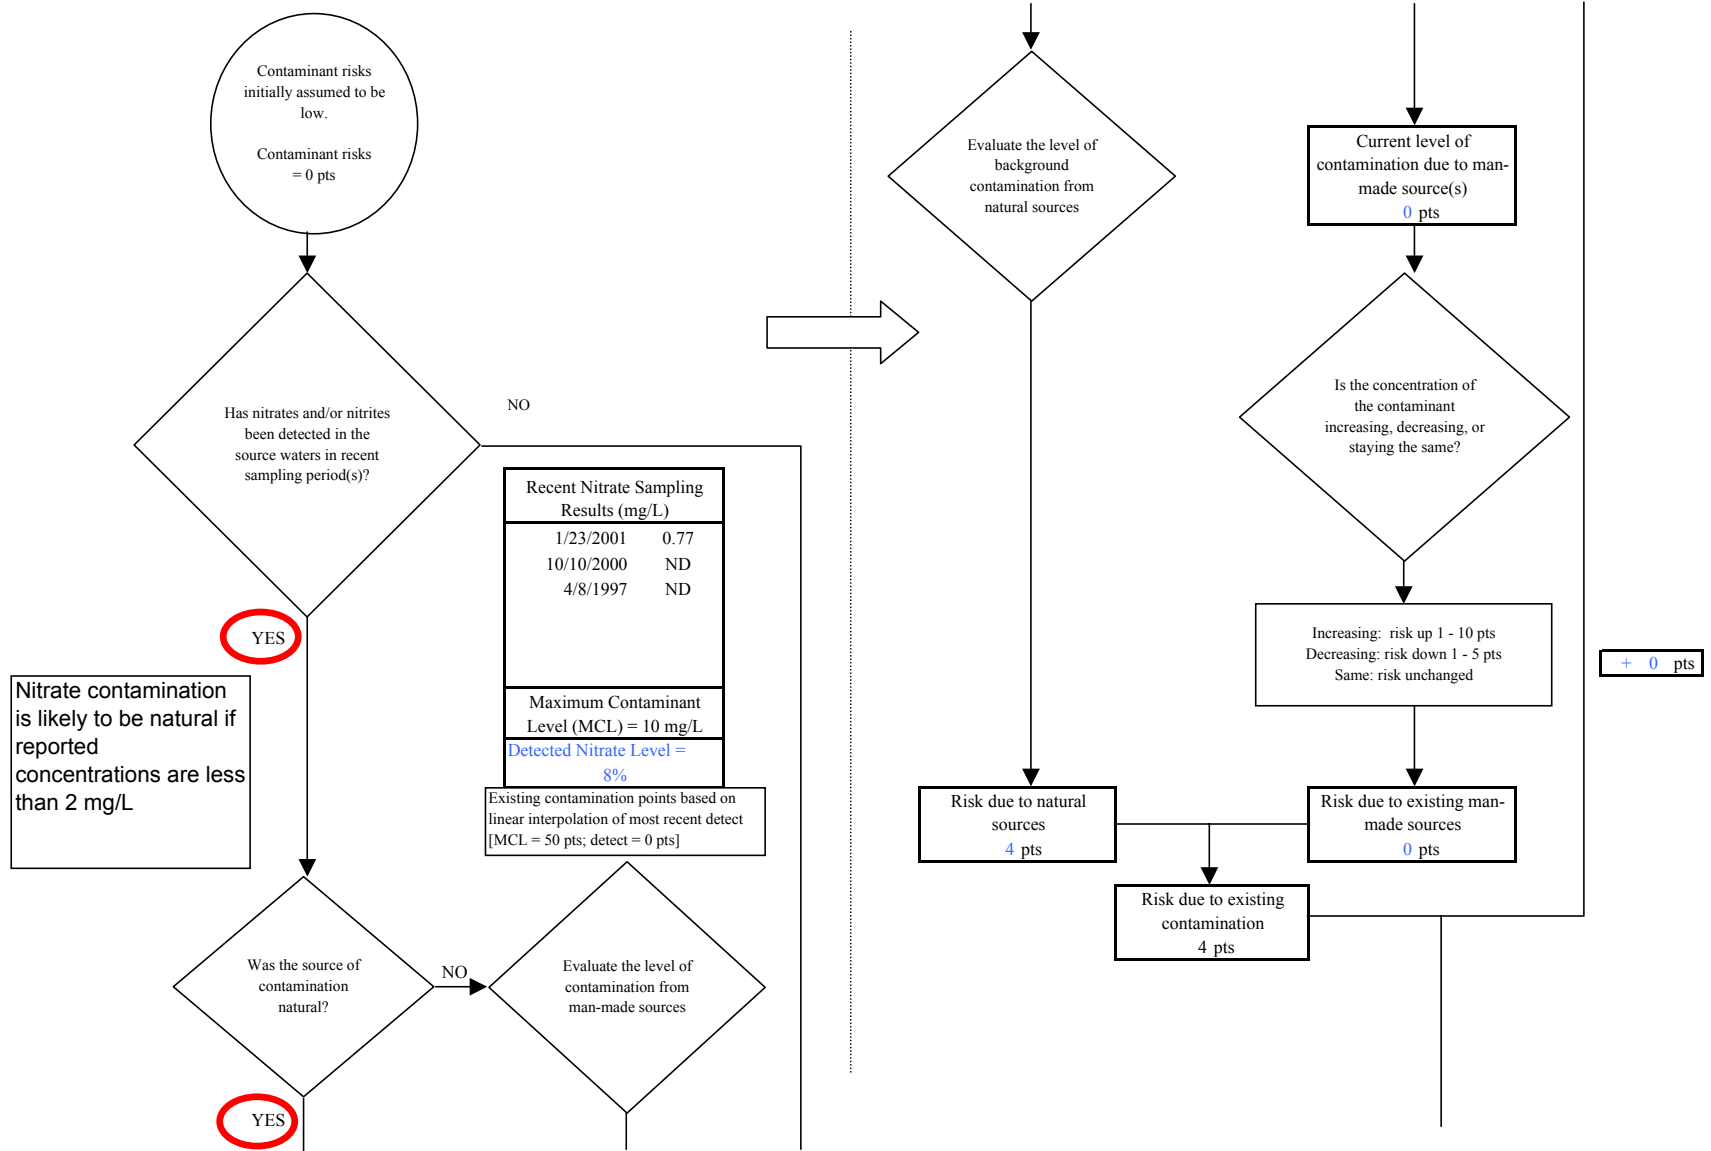 Contaminant risks
initially assumed to be
low.
Contaminant risks
= 0 pts
Has nitrates and/or nitrites
been detected in the
source waters in recent
sampling period(s)?
NO
Recent Nitrate Sampling
Results (mg/L)
1/23/2001 0.77
10/10/2000 ND
4/8/1997 ND
Maximum Contaminant
Level (MCL) = 10 mg/L
Detected Nitrate Level =
8%
Existing contamination points based on
linear interpolation of most recent detect
[MCL = 50 pts; detect = 0 pts]
YES
Nitrate contamination
is likely to be natural if
reported
concentrations are less
than 2 mg/L
Was the source of
contamination
natural?
NO
Evaluate the level of
contamination from
man-made sources
YES
Evaluate the level of
background
contamination from
natural sources
Current level of
contamination due to man-
made source(s)
0 pts
Is the concentration of
the contaminant
increasing, decreasing, or
staying the same?
Increasing: risk up 1 - 10 pts
Decreasing: risk down 1 - 5 pts
Same: risk unchanged
+ 0 pts
Risk due to natural
sources
4 pts
Risk due to existing man-
made sources
0 pts
Risk due to existing
contamination
4 pts